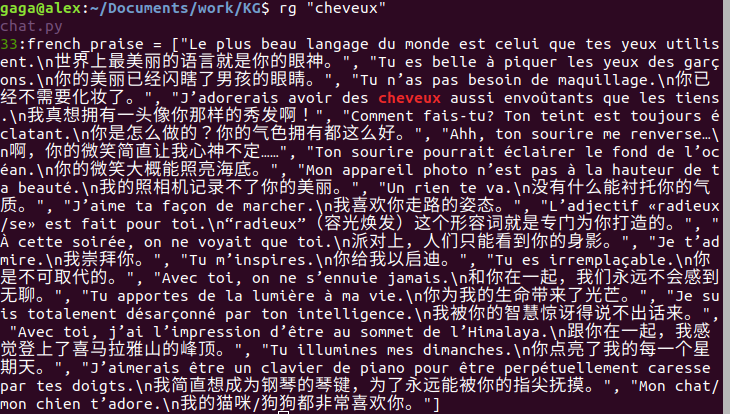 gaga@alex:~/Documents/work/KG$ rg "cheveux"
chat.py
33:french_praise = ["Le plus beau langage du monde est celui que tes yeux utilis
ent.\n世界上最美丽的语言就是你的眼神。", "Tu es belle à piquer les yeux des garç
ons.\n你的美丽已经闪瞎了男孩的眼睛。", "Tu n’as pas besoin de maquillage.\n你已
经不需要化妆了。", "J’adorerais avoir des cheveux aussi envoûtants que les tiens
.\n我真想拥有一头像你那样的秀发啊！", "Comment fais-tu? Ton teint est toujours é
clatant.\n你是怎么做的？你的气色拥有都这么好。", "Ahh, ton sourire me renverse…\
n啊，你的微笑简直让我心神不定……", "Ton sourire pourrait éclairer le fond de l’oc
éan.\n你的微笑大概能照亮海底。", "Mon appareil photo n’est pas à la hauteur de t
a beauté.\n我的照相机记录不了你的美丽。", "Un rien te va.\n没有什么能衬托你的气
质。", "J’aime ta façon de marcher.\n我喜欢你走路的姿态。", "L’adjectif «radieux
/se» est fait pour toi.\n“radieux”（容光焕发）这个形容词就是专门为你打造的。", "
À cette soirée, on ne voyait que toi.\n派对上，人们只能看到你的身影。", "Je t’ad
mire.\n我崇拜你。", "Tu m’inspires.\n你给我以启迪。", "Tu es irremplaçable.\n你
是不可取代的。", "Avec toi, on ne s’ennuie jamais.\n和你在一起，我们永远不会感到
无聊。", "Tu apportes de la lumière à ma vie.\n你为我的生命带来了光芒。", "Je su
is totalement désarçonné par ton intelligence.\n我被你的智慧惊讶得说不出话来。",
"Avec toi, j’ai l’impression d’être au sommet de l’Himalaya.\n跟你在一起，我感
觉登上了喜马拉雅山的峰顶。", "Tu illumines mes dimanches.\n你点亮了我的每一个星
期天。", "J’aimerais être un clavier de piano pour être perpétuellement caresse
par tes doigts.\n我简直想成为钢琴的琴键，为了永远能被你的指尖抚摸。", "Mon chat/
mon chien t’adore.\n我的猫咪/狗狗都非常喜欢你。"]